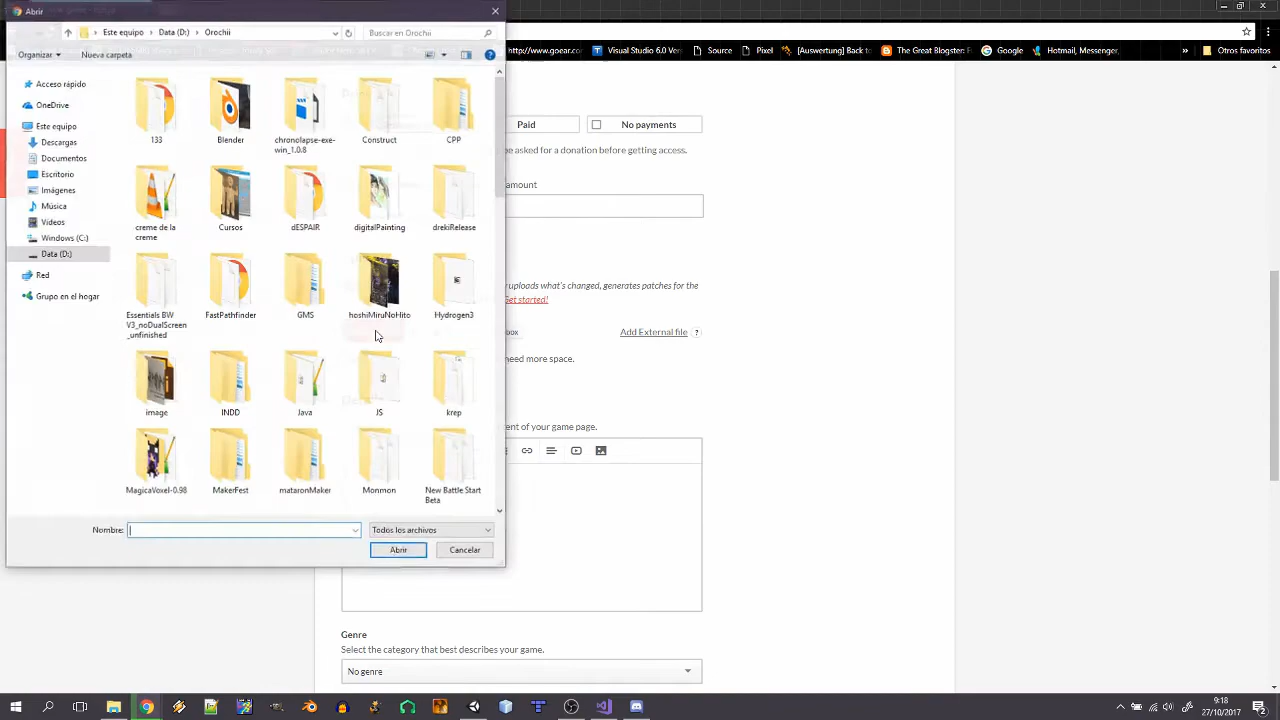 Abrir
Este equipo
Data (D:)
Orochii
Buscar en Orochii
Organizar
Nueva carpeta
http://www.goear.com
Visual Studio 6.0 Ver
Source
Pixel
[Auswertung] Back to
The Great Blogster: E
Google
Hotmail, Messenger,
»
Otros favoritos
Acceso rápido
OneDrive
Este equipo
Descargas
Documentos
Escritorio
Imágenes
Música
Vídeos
Windows (C:)
Data (D:)
Red
Grupo en el hogar
133
Blender
chronolapse-exe-
win_1.0.8
Construct
CPP
creme de la
creme
Cursos
dESPAIR
digitalPainting
drekiRelease
Essentials BW
V3_noDualScreen
_unfinished
FastPathfinder
GMS
hoshiMiruNoHito
Hydrogen3
image
INDD
Java
JS
krep
MagicaVoxel-0.98
MakerFest
mataronMaker
Monmon
New Battle Start
Beta
Nombre:
Todos los archivos
Abrir
Cancelar
Paid
No payments
be asked for a donation before getting access.
amount
uploads what's changed, generates patches for the
Get started!
box
Add External file
?
need more space.
ent of your game page.
Genre
Select the category that best describes your game.
No genre
9:18
27/10/2017